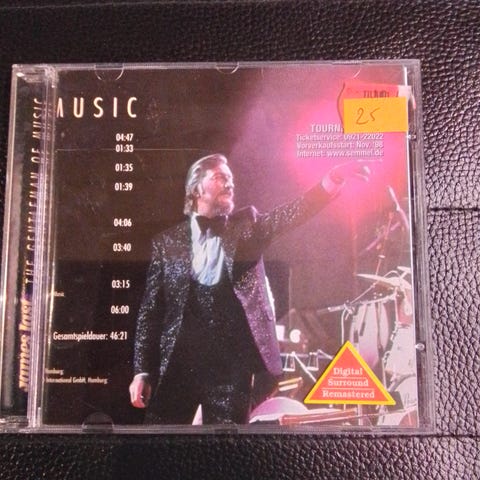 MUSIC
james last THE GENTLEMAN OF MUSIC
25
TOURN
Ticketservice: 0921-22022
Vorverkaufsstart: Nov. '98
Internet: www.semmel.de
04:47
01:33
01:35
01:39
04:06
03:40
03:15
06:00
Gesamtspieldauer: 46:21
Hamburg
International GmbH, Hamburg
Digital
Surround
Remastered